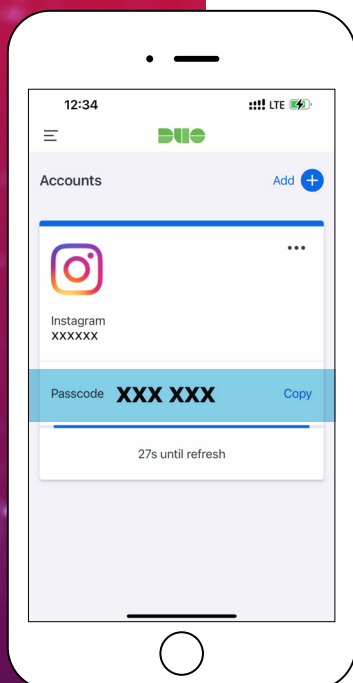 12:34 LTE
DUO
Accounts Add
Instagram
XXXXXX
Passcode XXX XXX Copy
27s until refresh